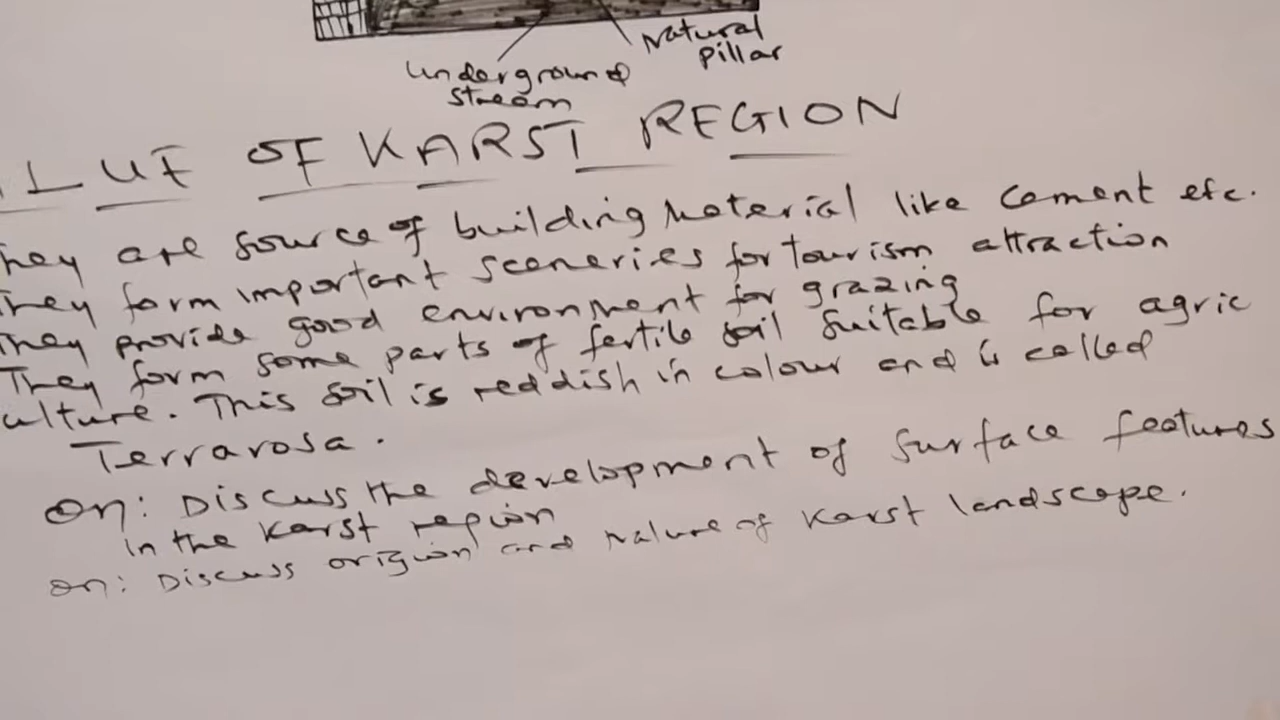 Natural
pillar
Underground
stream
LUE OF KARST REGION
hey are source of building Material like Cement etc.
They form important sceneries for tourism attraction
They provide good environment for grazing
They form some parts of fertile soil suitable for agric
ulture. This soil is reddish in colour and is called
Terrarosa.
Qn: Discuss the development of surface features
in the karst region
Qn: Discuss origion and Nature of Karst landscape.